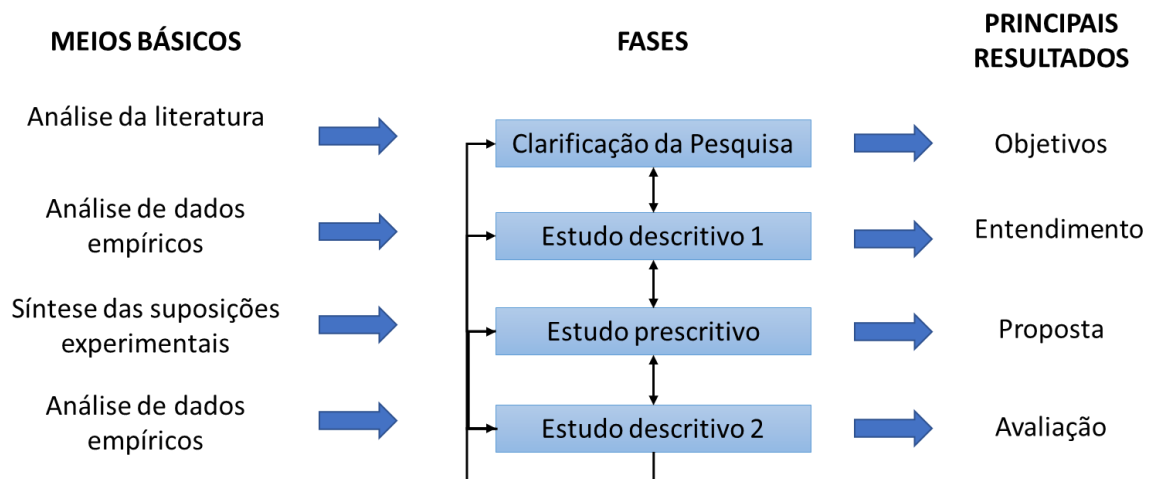 MEIOS BÁSICOS
FASES
PRINCIPAIS
RESULTADOS
Análise da literatura
Clarificação da Pesquisa
Objetivos
Análise de dados
empíricos
Estudo descritivo 1
Entendimento
Síntese das suposições
experimentais
Estudo prescritivo
Proposta
Análise de dados
empíricos
Estudo descritivo 2
Avaliação